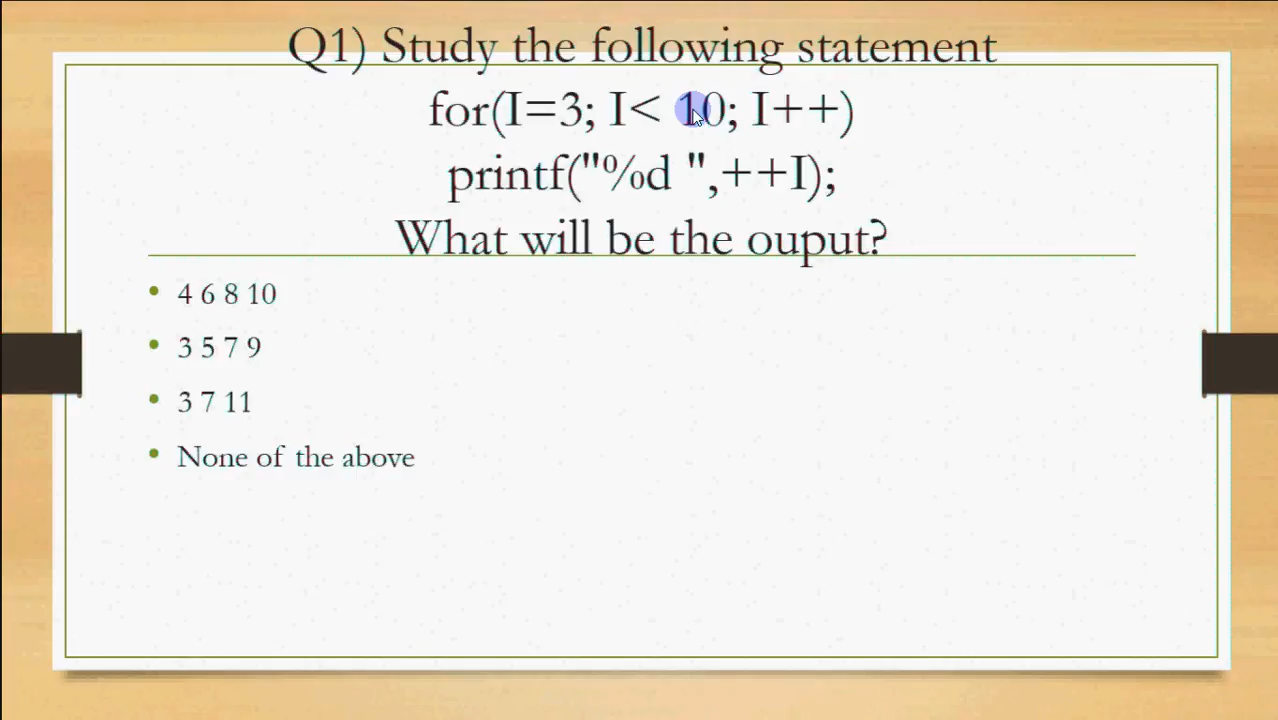 Q1) Study the following statement
for(I=3; I< 10; I++)
printf("%d ",++I);
What will be the ouput?
• 4 6 8 10
• 3 5 7 9
• 3 7 11
• None of the above